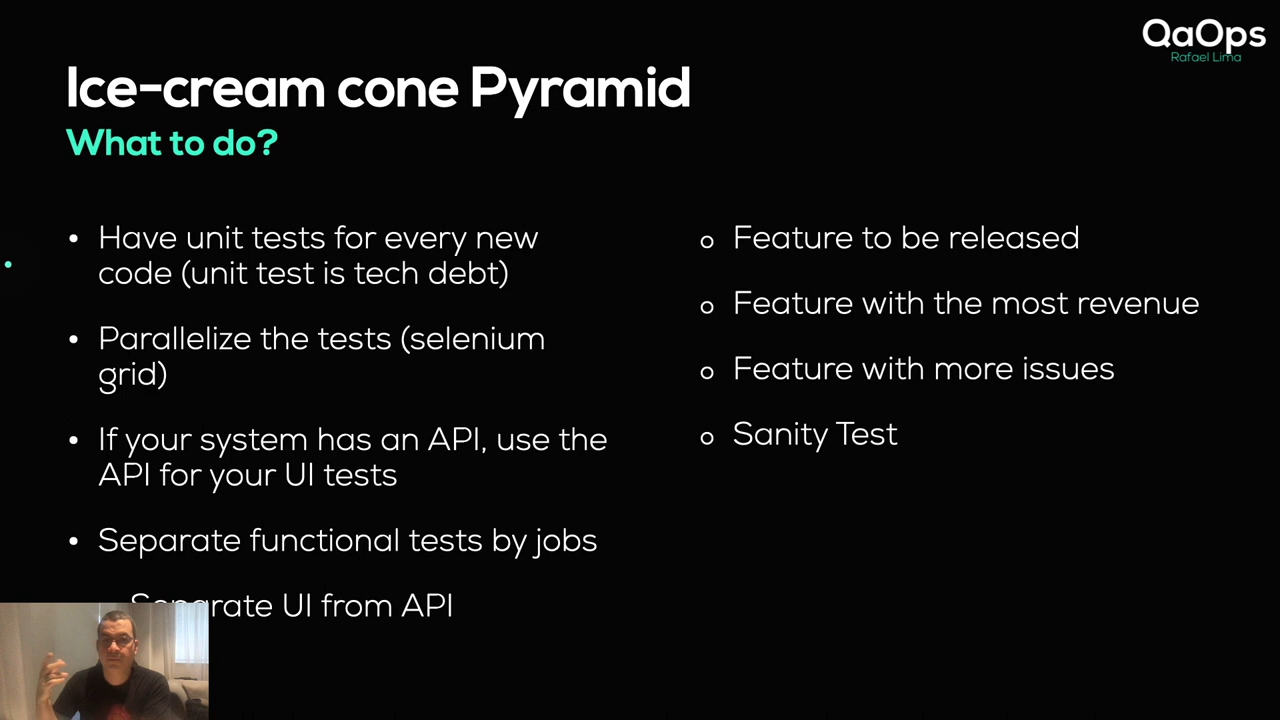 QaOps
Rafael Lima
Ice-cream cone Pyramid
What to do?
• Have unit tests for every new
code (unit test is tech debt)
• Parallelize the tests (selenium
grid)
• If your system has an API, use the
API for your UI tests
• Separate functional tests by jobs
Separate UI from API
o Feature to be released
o Feature with the most revenue
o Feature with more issues
o Sanity Test